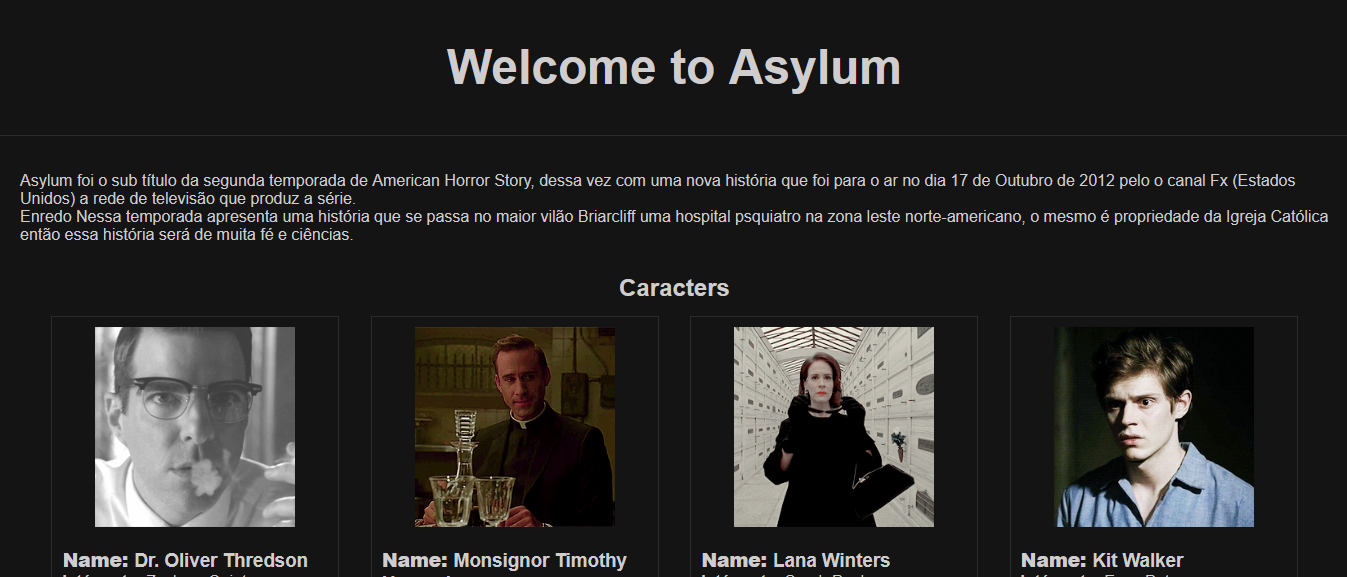 Welcome to Asylum
Asylum foi o sub título da segunda temporada de American Horror Story, dessa vez com uma nova história que foi para o ar no dia 17 de Outubro de 2012 pelo o canal Fx (Estados
Unidos) a rede de televisão que produz a série.
Enredo Nessa temporada apresenta uma história que se passa no maior vilão Briarcliff uma hospital psquiatro na zona leste norte-americano, o mesmo é propriedade da Igreja Católica
então essa história será de muita fé e ciências.
Caracters
Name: Dr. Oliver Thredson
Name: Monsignor Timothy
Name: Lana Winters
Name: Kit Walker